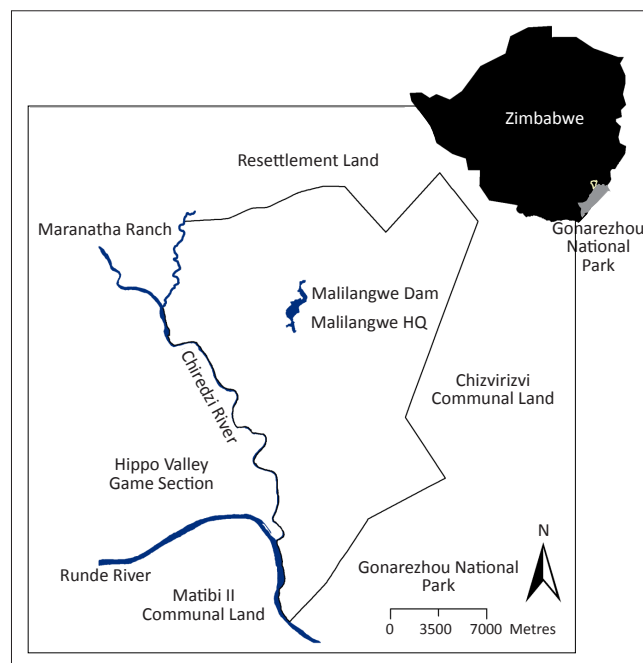 Zimbabwe
Resettlement Land
Gonarezhou
National
Park
Maranatha Ranch
Malilangwe Dam
Malilangwe HQ
Chiredzi River
Chizvirizvi
Communal Land
Hippo Valley
Game Section
N
Runde River
Matibi II
Communal Land
Gonarezhou National
Park
0 3500 7000 Metres